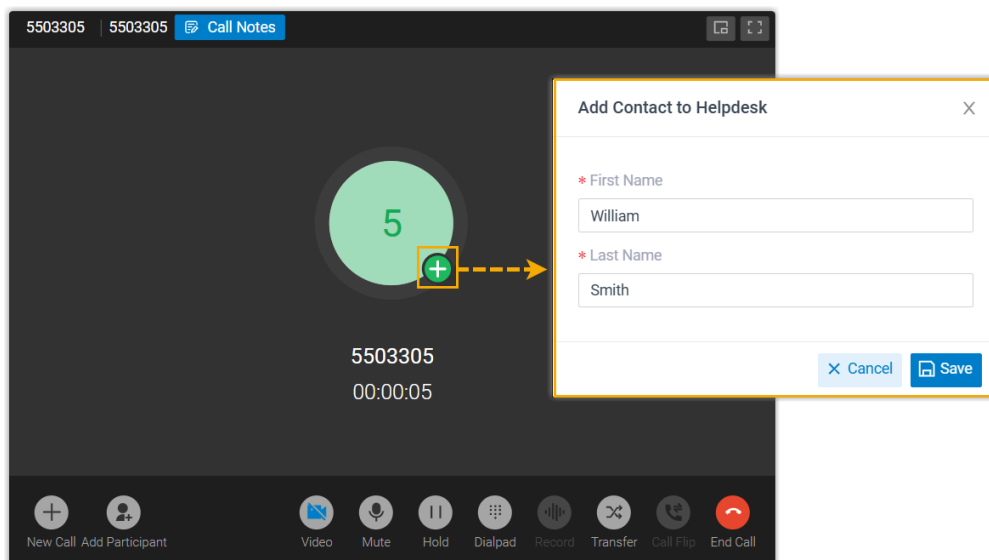 5503305 5503305 Call Notes
Add Contact to Helpdesk
* First Name
William
* Last Name
Smith
Cancel Save
5
5503305
00:00:05
New Call Add Participant Video Mute Hold Dialpad Record Transfer Call Flip End Call